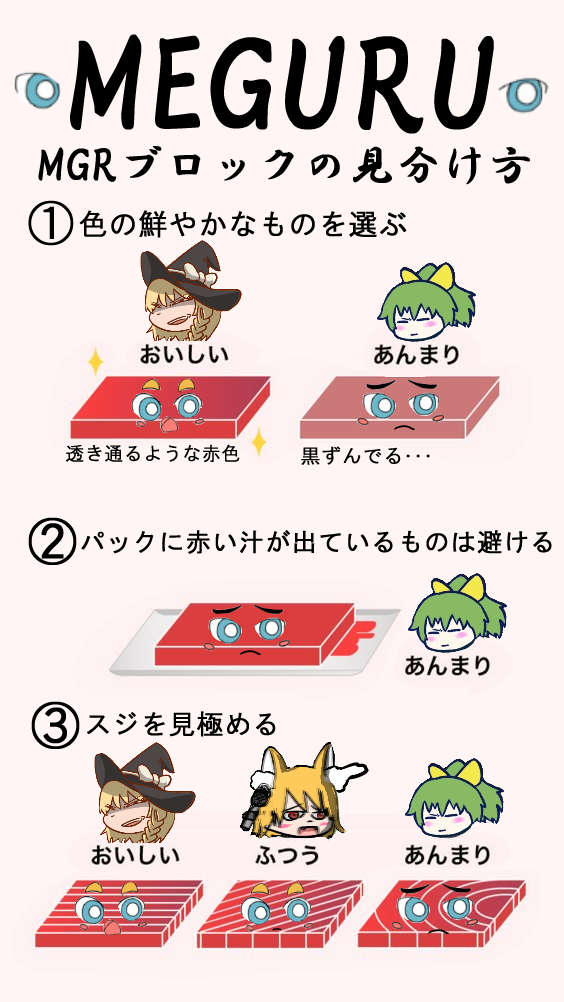 MEGURU
MGRブロックの見分け方
①色の鮮やかなものを選ぶ
おいしい
あんまり
透き通るような赤色
黒ずんでる･･･
②パックに赤い汁が出ているものは避ける
あんまり
③スジを見極める
おいしい
ふつう
あんまり